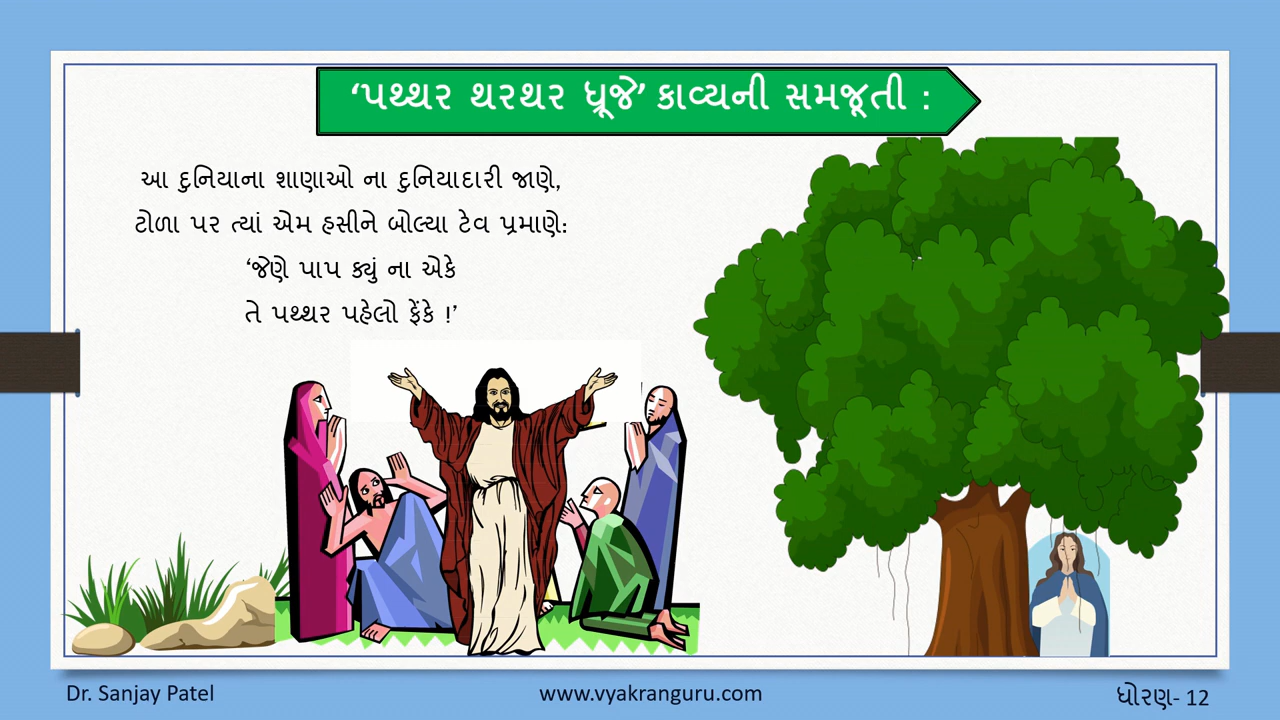 ‘પથ્થર થરથર ધ્રૂજે’ કાવ્યની સમજૂતી :
આ દુનિયાના શાણાઓ ના દુનિયાદારી જાણે,
ટોળા પર ત્યાં એમ હસીને બોલ્યા ટેવ પ્રમાણે:
‘જેણે પાપ ક્યું ના એકે
તે પથ્થર પહેલો ફેંકે !’
Dr. Sanjay Patel
www.vyakranguru.com
ધોરણ- 12